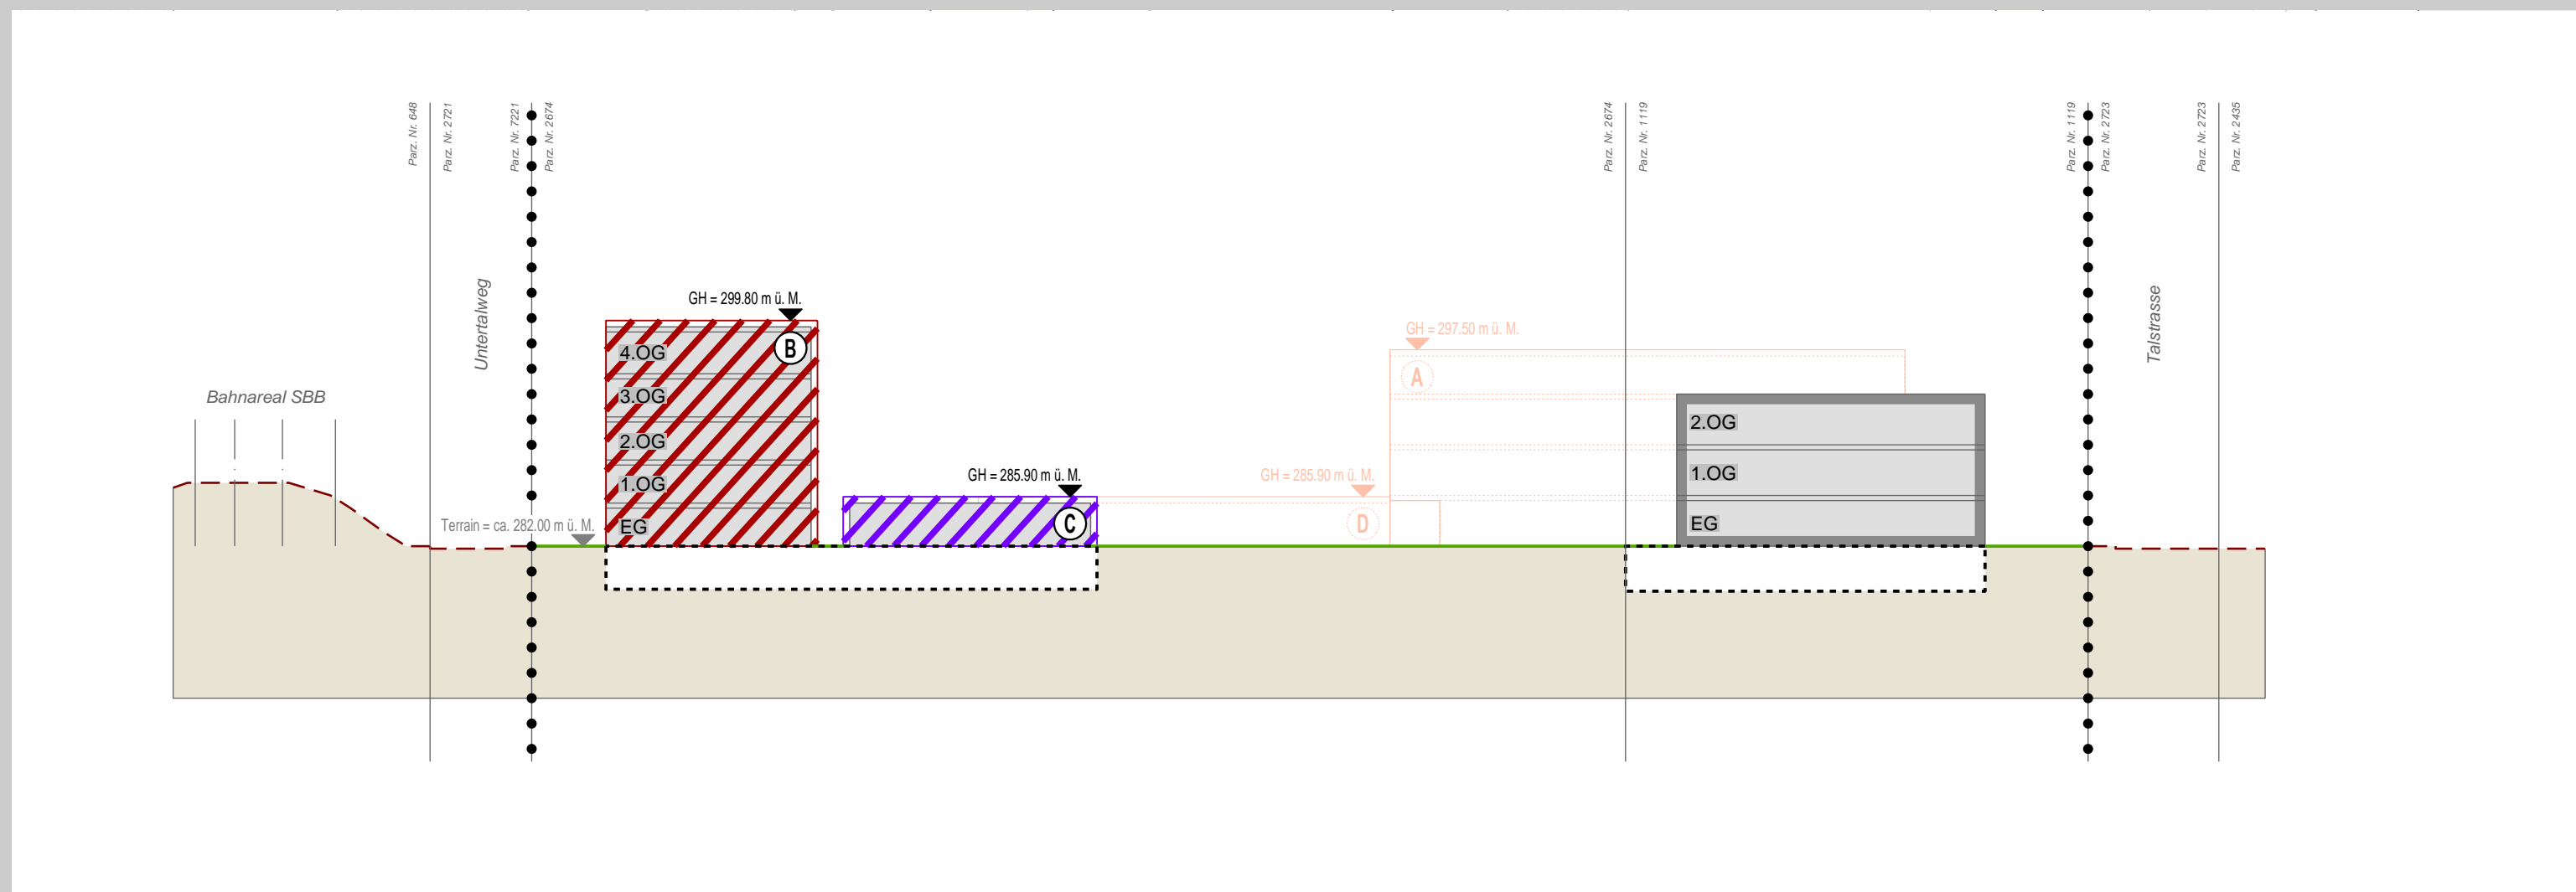 Parz. Nr. 648
Parz. Nr. 2721
Parz. Nr. 7221
Parz. Nr. 2674
Parz. Nr. 2674
Parz. Nr. 1119
Parz. Nr. 1119
Parz. Nr. 2723
Parz. Nr. 2723
Parz. Nr. 2435
Untertalweg
Talstrasse
GH = 299.80 m ü. M.
B
4.OG
3.OG
2.OG
1.OG
EG
Bahnareal SBB
Terrain = ca. 282.00 m ü. M.
GH = 285.90 m ü. M.
C
GH = 285.90 m ü. M.
D
GH = 297.50 m ü. M.
A
2.OG
1.OG
EG